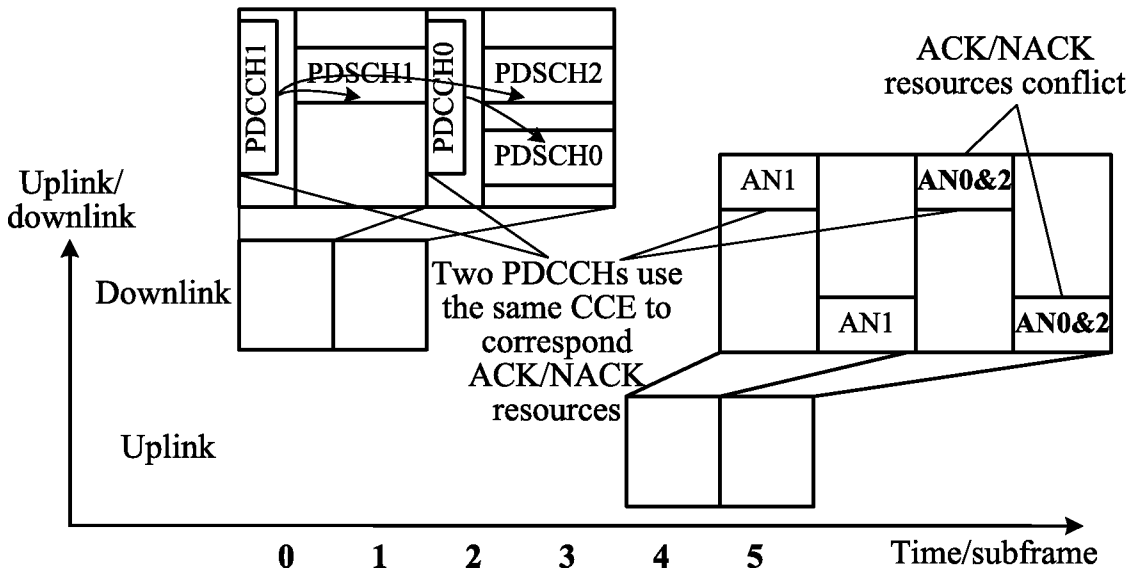 PDCCH1
PDSCH1
PDCCH0
PDSCH2
PDSCH0
ACK/NACK
resources conflict
Uplink/
downlink
AN1
AN0&2
Downlink
Two PDCCHs use
the same CCE to
correspond
ACK/NACK
resources
AN1
AN0&2
Uplink
0 1 2 3 4 5 Time/subframe